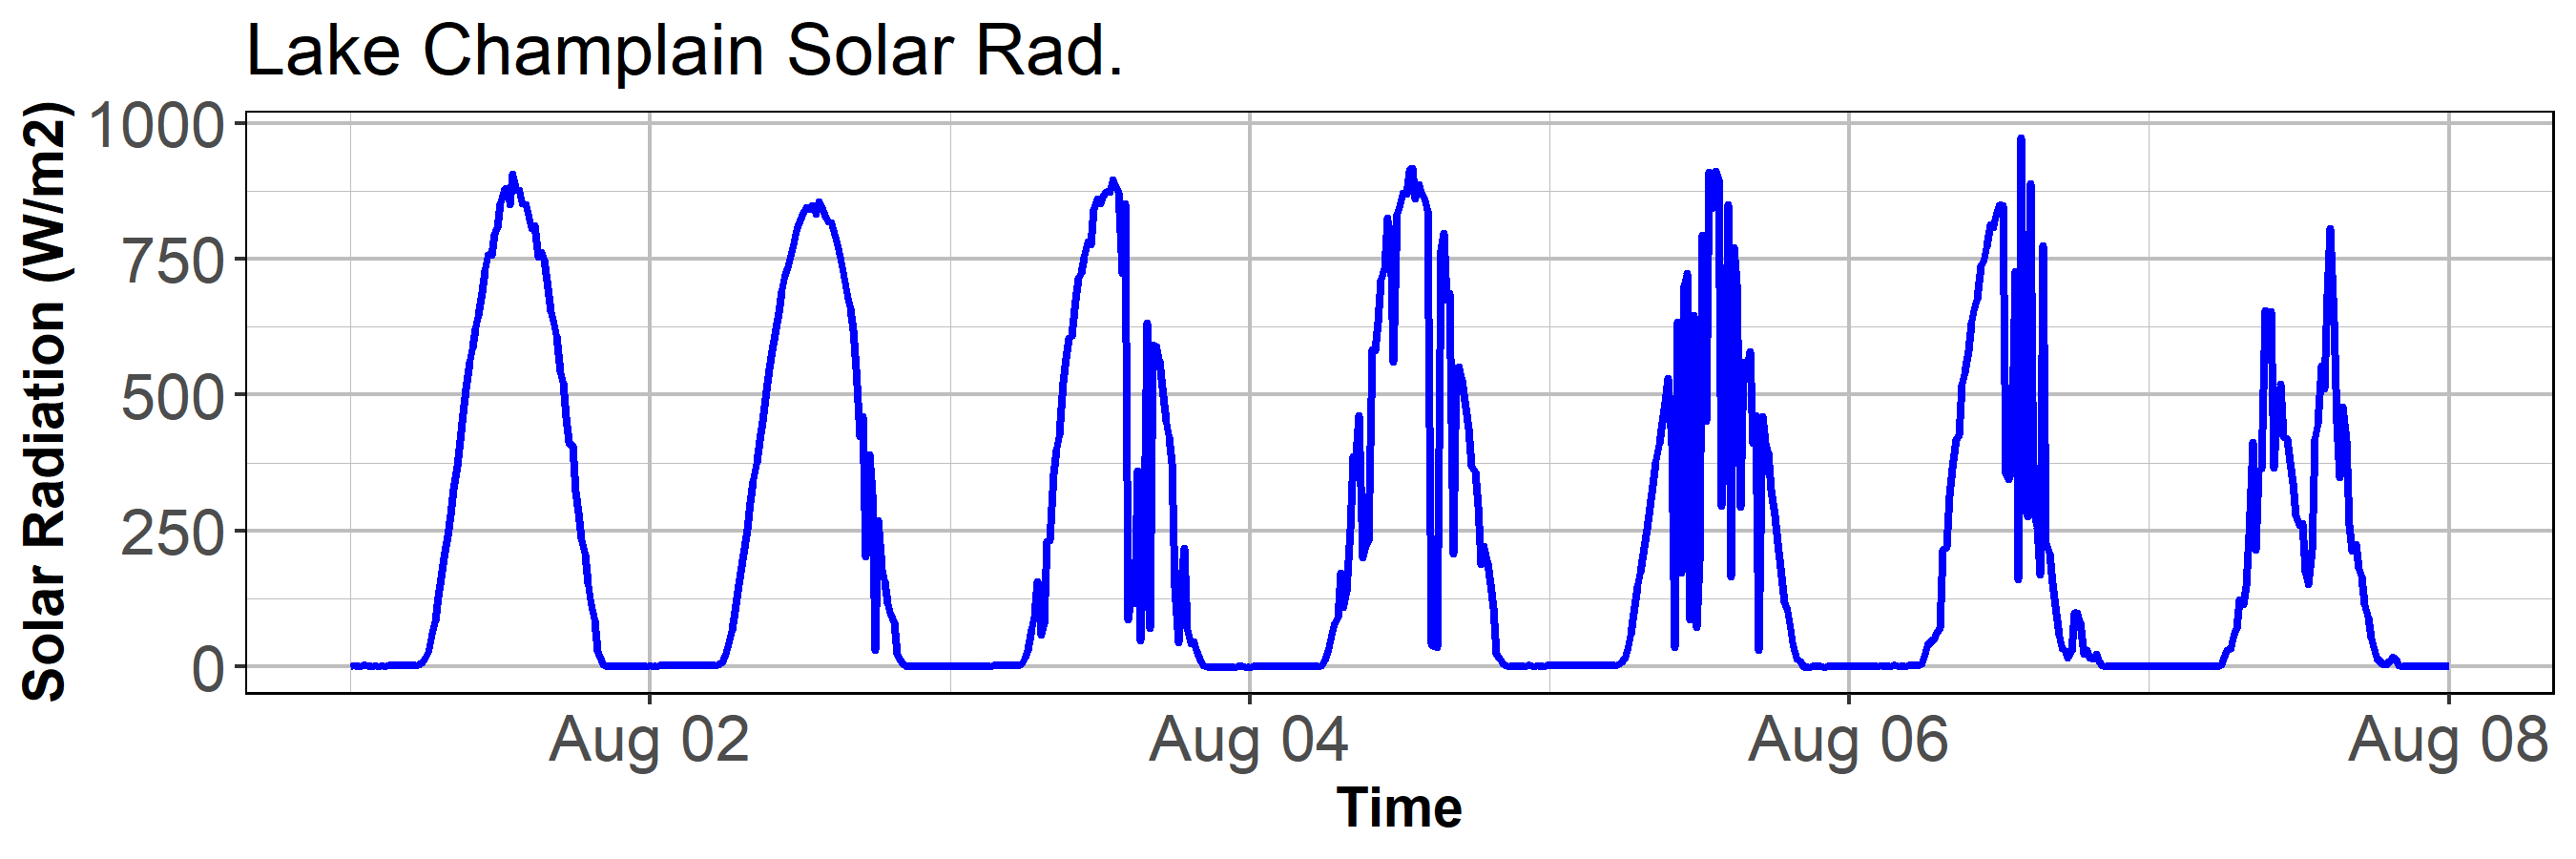 Lake Champlain Solar Rad.
Solar Radiation (W/m2)
1000
750
500
250
0
Aug 02 Aug 04 Aug 06 Aug 08
Time